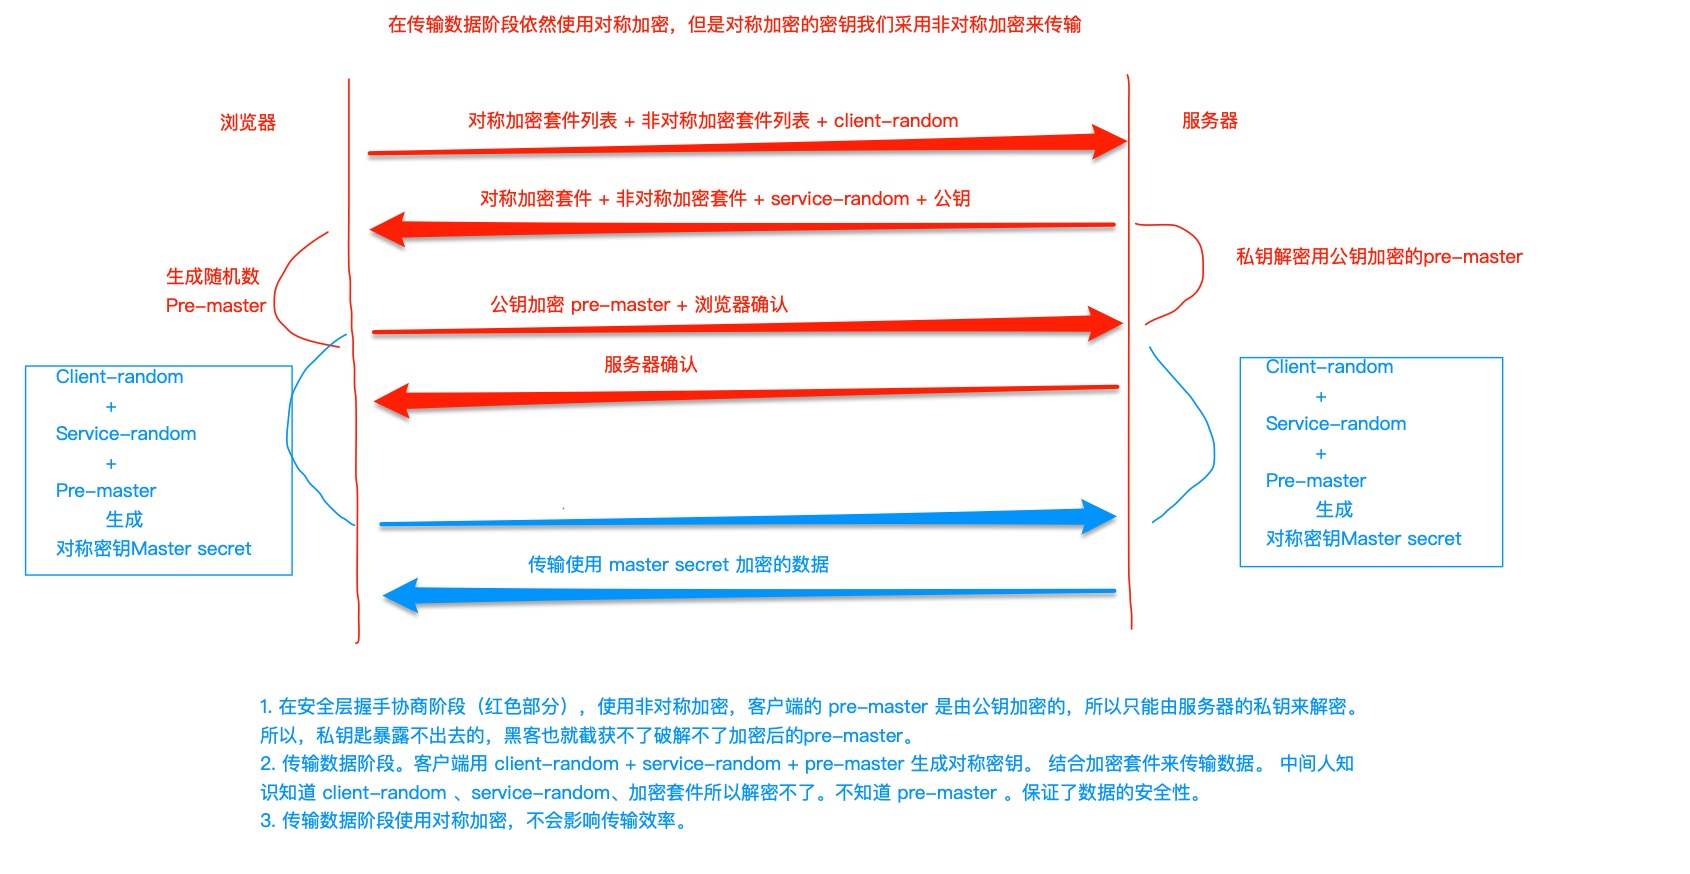 在传输数据阶段依然使用对称加密，但是对称加密的密钥我们采用非对称加密来传输
浏览器
服务器
对称加密套件列表 + 非对称加密套件列表 + client-random
对称加密套件 + 非对称加密套件 + service-random + 公钥
私钥解密用公钥加密的pre-master
生成随机数
Pre-master
公钥加密 pre-master + 浏览器确认
服务器确认
Client-random
+
Service-random
+
Pre-master
生成
对称密钥Master secret
Client-random
+
Service-random
+
Pre-master
生成
对称密钥Master secret
传输使用 master secret 加密的数据
1. 在安全层握手协商阶段（红色部分），使用非对称加密，客户端的 pre-master 是由公钥加密的，所以只能由服务器的私钥来解密。
所以，私钥匙暴露不出去的，黑客也就截获不了破解不了加密后的pre-master。
2. 传输数据阶段。客户端用 client-random + service-random + pre-master 生成对称密钥。 结合加密套件来传输数据。 中间人知
识知道 client-random 、service-random、加密套件所以解密不了。不知道 pre-master 。保证了数据的安全性。
3. 传输数据阶段使用对称加密，不会影响传输效率。